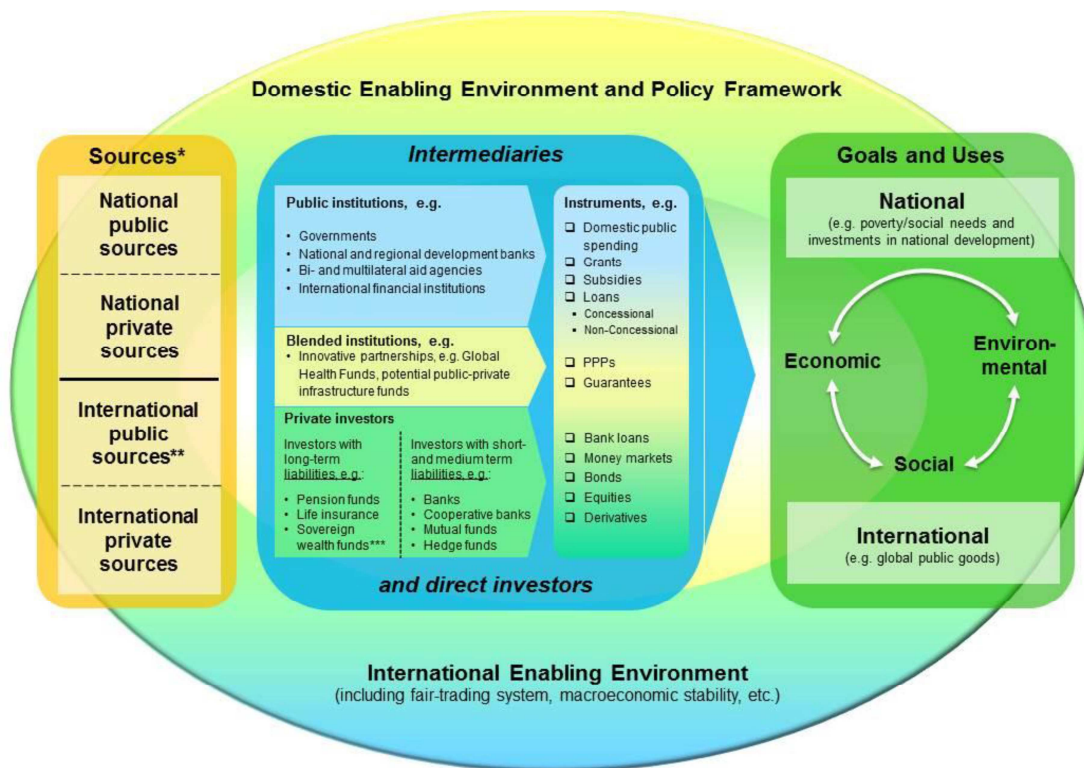 Domestic Enabling Environment and Policy Framework
Sources*
National
public
sources
National
private
sources
International
public
sources**
International
private
sources
Intermediaries
Public institutions, e.g.
• Governments
• National and regional development banks
• Bi- and multilateral aid agencies
• International financial institutions
Blended institutions, e.g.
• Innovative partnerships, e.g. Global
Health Funds, potential public-private
infrastructure funds
Private investors
Investors with
long-term
liabilities, e.g.:
• Pension funds
• Life insurance
• Sovereign
wealth funds***
Investors with short-
and medium term
liabilities, e.g.:
• Banks
• Cooperative banks
• Mutual funds
• Hedge funds
Instruments, e.g.
❑ Domestic public
spending
❑ Grants
❑ Subsidies
❑ Loans
▪ Concessional
▪ Non-Concessional
❑ PPPs
❑ Guarantees
❑ Bank loans
❑ Money markets
❑ Bonds
❑ Equities
❑ Derivatives
and direct investors
Goals and Uses
National
(e.g. poverty/social needs and
investments in national development)
Economic
Environ-
mental
Social
International
(e.g. global public goods)
International Enabling Environment
(including fair-trading system, macroeconomic stability, etc.)